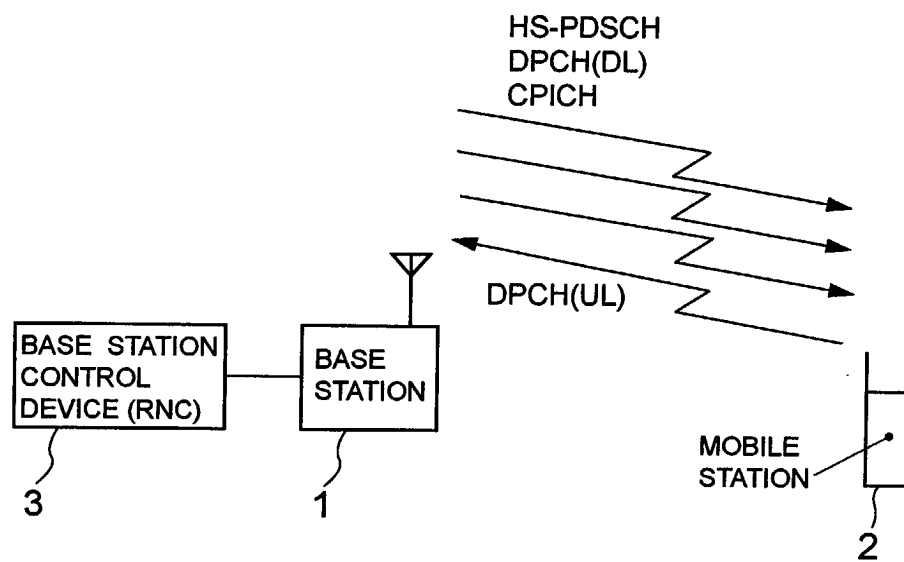 HS-PDSCH
DPCH(DL)
CPICH
DPCH(UL)
BASE STATION
CONTROL
DEVICE (RNC)
BASE
STATION
MOBILE
STATION
3
1
2